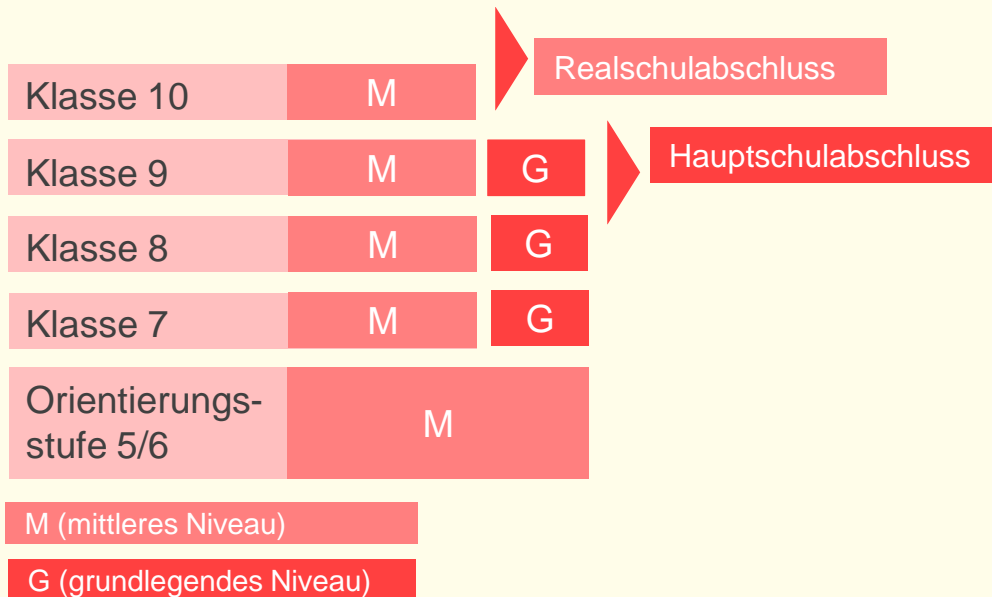 Realschulabschluss
Klasse 10 M
Hauptschulabschluss
Klasse 9 M G
Klasse 8 M G
Klasse 7 M G
Orientierungs-
stufe 5/6
M
M (mittleres Niveau)
G (grundlegendes Niveau)